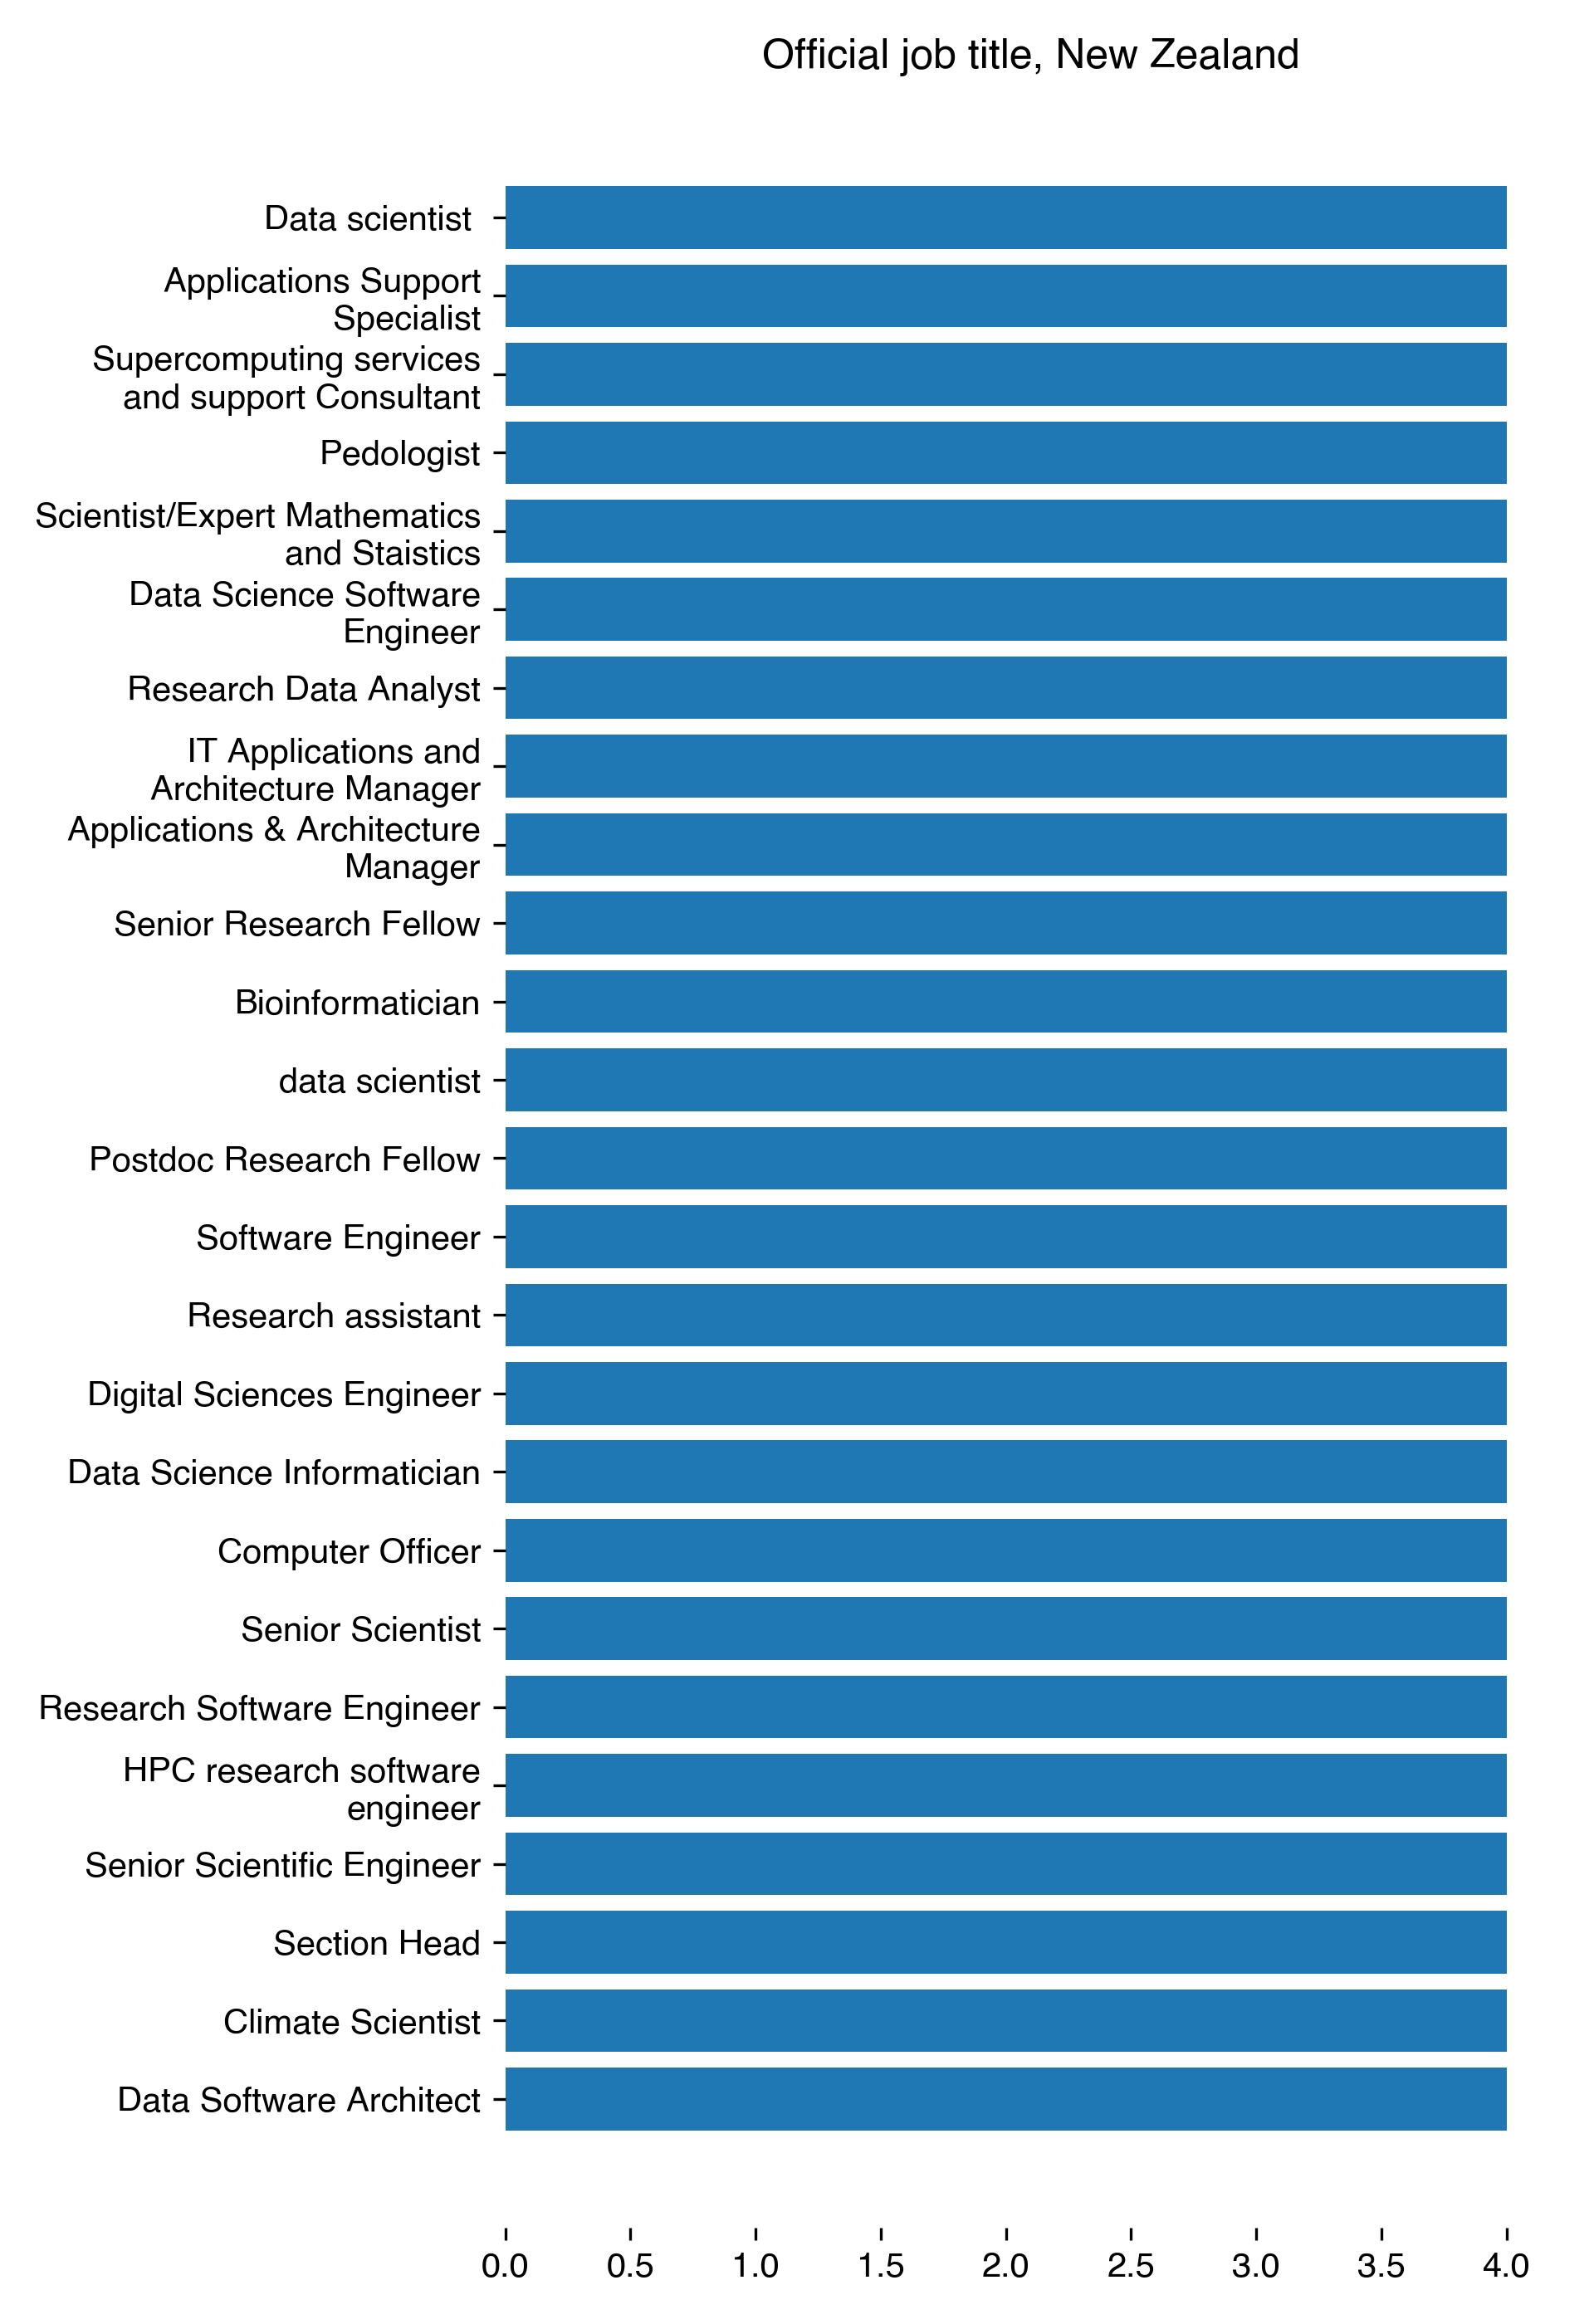 Official job title, New Zealand
Data scientist
Applications Support
Specialist
Supercomputing services
and support Consultant
Pedologist
Scientist/Expert Mathematics
and Staistics
Data Science Software
Engineer
Research Data Analyst
IT Applications and
Architecture Manager
Applications & Architecture
Manager
Senior Research Fellow
Bioinformatician
data scientist
Postdoc Research Fellow
Software Engineer
Research assistant
Digital Sciences Engineer
Data Science Informatician
Computer Officer
Senior Scientist
Research Software Engineer
HPC research software
engineer
Senior Scientific Engineer
Section Head
Climate Scientist
Data Software Architect
0.0 0.5 1.0 1.5 2.0 2.5 3.0 3.5 4.0